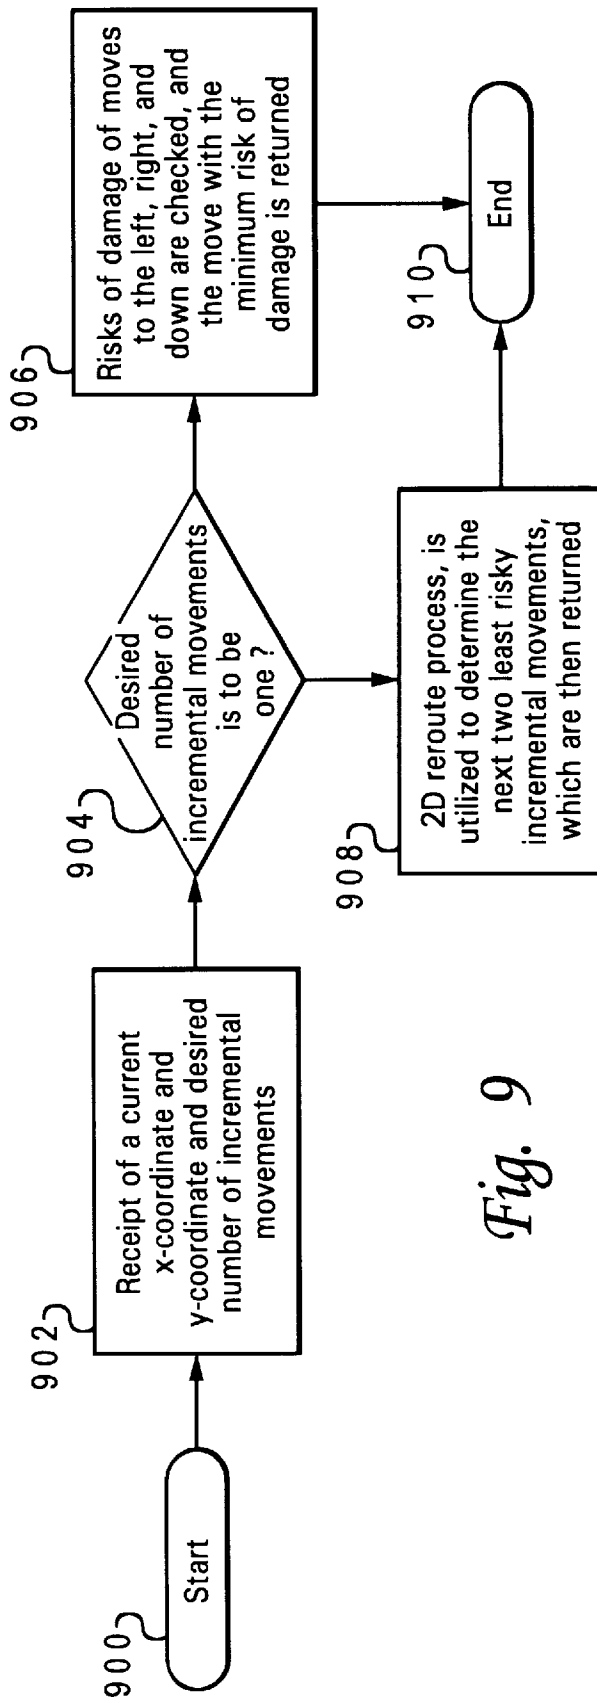 900
Start
902
Receipt of a current
x-coordinate and
y-coordinate and desired
number of incremental
movements
904
Desired
number of
incremental movements
is to be
one ?
906
Risks of damage of moves
to the left, right, and
down are checked, and
the move with the
minimum risk of
damage is returned
908
2D reroute process, is
utilized to determine the
next two least risky
incremental movements,
which are then returned
910
End
Fig. 9